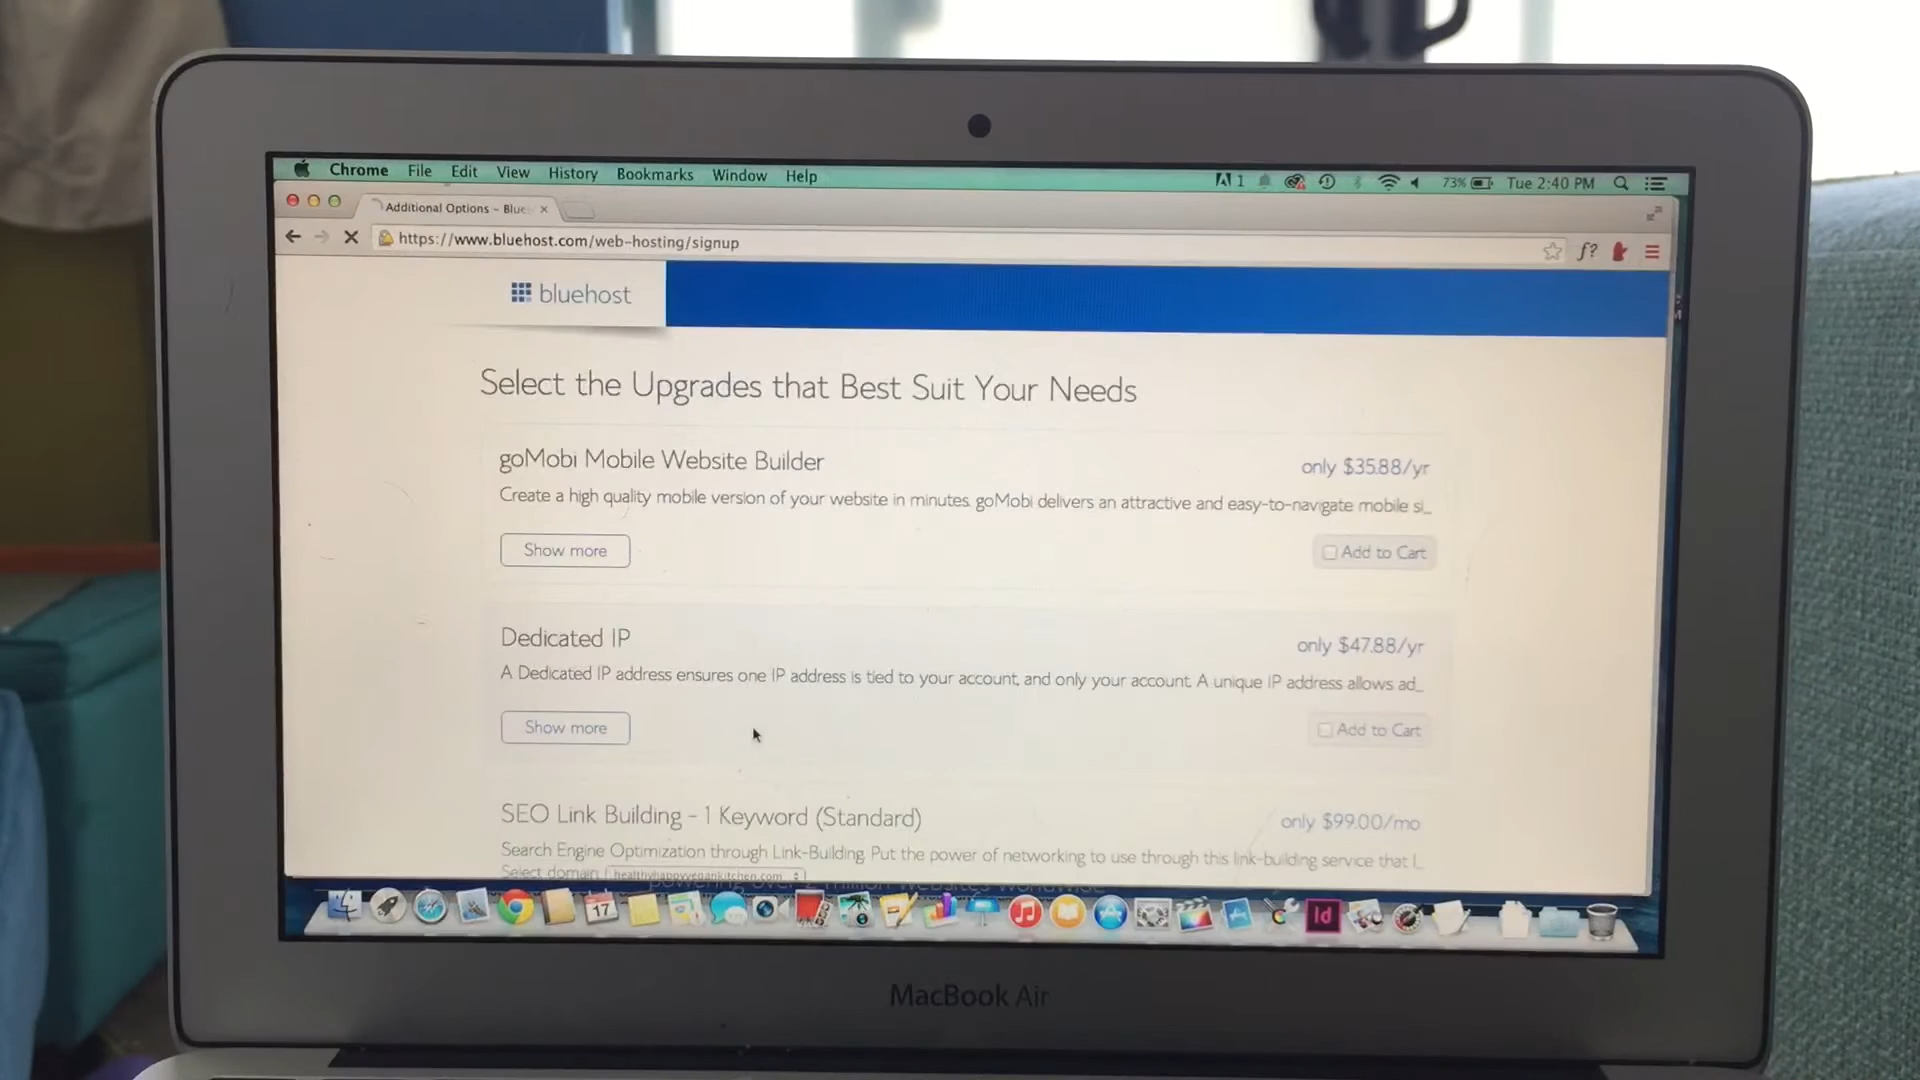 Chrome File Edit View History Bookmarks Window Help
1 73% Tue 2:40 PM
Additional Options – Blue
https://www.bluehost.com/web-hosting/signup
f?
bluehost
Select the Upgrades that Best Suit Your Needs
goMobi Mobile Website Builder
only $35.88/yr
Create a high quality mobile version of your website in minutes. goMobi delivers an attractive and easy-to-navigate mobile si...
Show more
Add to Cart
Dedicated IP
only $47.88/yr
A Dedicated IP address ensures one IP address is tied to your account, and only your account. A unique IP address allows ad...
Show more
Add to Cart
SEO Link Building - 1 Keyword (Standard)
only $99.00/mo
Search Engine Optimization through Link-Building. Put the power of networking to use through this link-building service that l...
Select domain healthyhappyvegankitchen.com
17
Id
MacBook Air